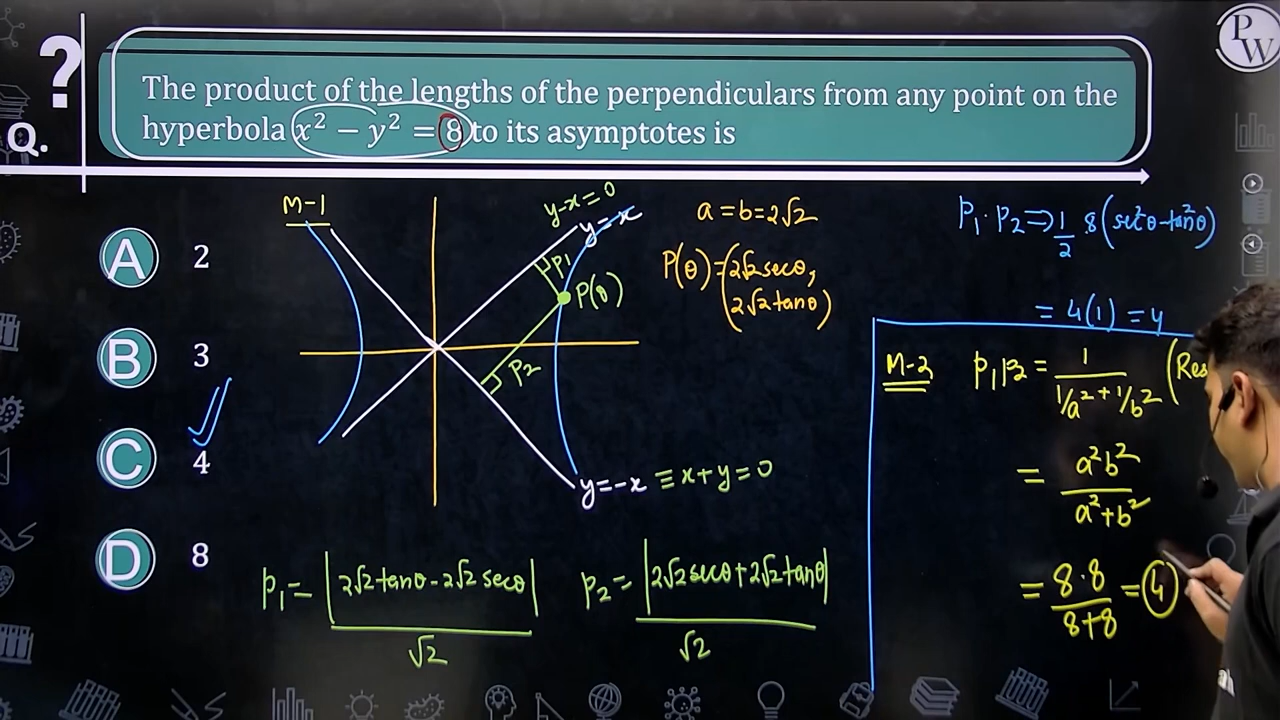 P
W
?
Q.
The product of the lengths of the perpendiculars from any point on the
hyperbola x² − y² = 8 to its asymptotes is
A 2
B 3
C 4
D 8
M-1
y-x=0
y=x
P₁
P(θ)
P₂
y=-x ≡ x+y=0
a=b=2√2
P(θ)=(2√2secθ,
2√2tanθ)
P₁=|2√2tanθ-2√2secθ|/√2
P₂=|2√2secθ+2√2tanθ|/√2
P₁·P₂⇒1/2 8(sec²θ-tan²θ)
=4(1)=4
M-2 P₁P₂=1/(1/a²+1/b²) (Res
=a²b²/(a²+b²)
=8·8/(8+8)=4